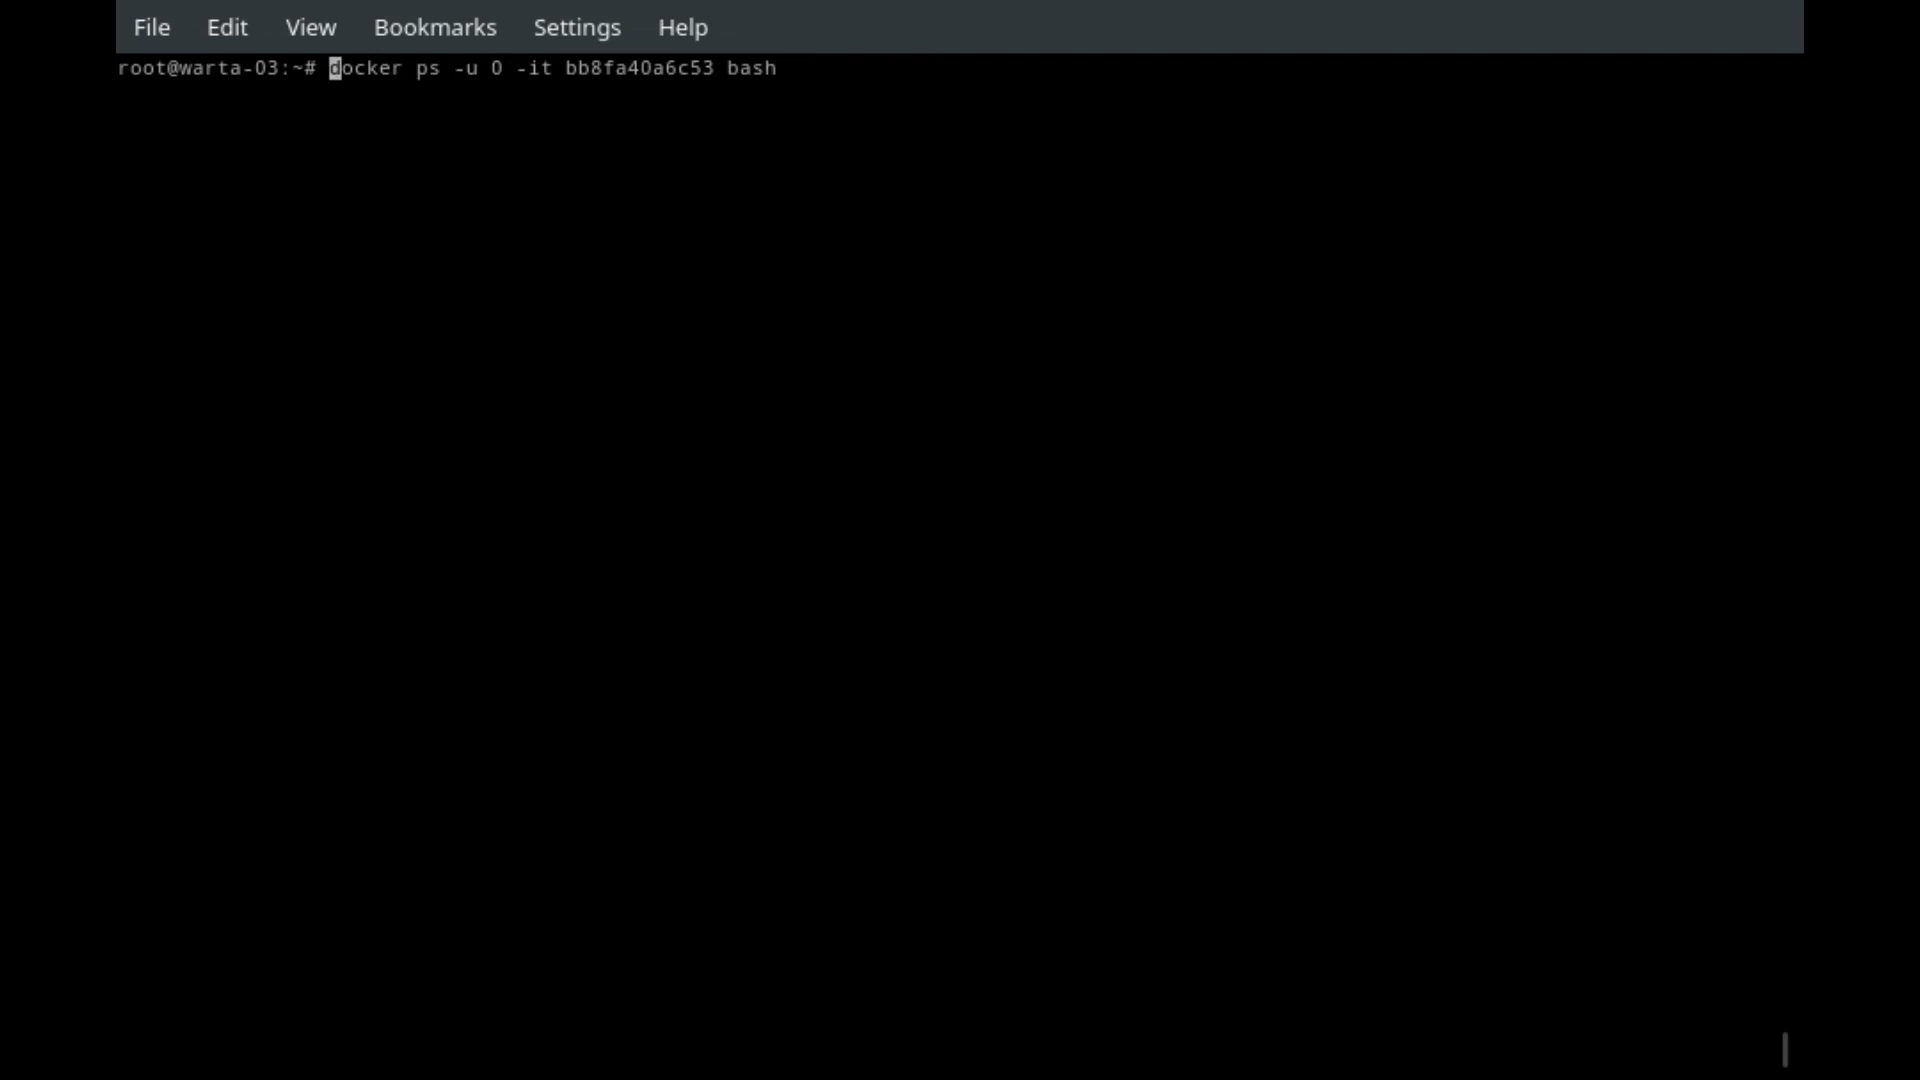 File Edit View Bookmarks Settings Help
root@warta-03:~# docker ps -u 0 -it bb8fa40a6c53 bash